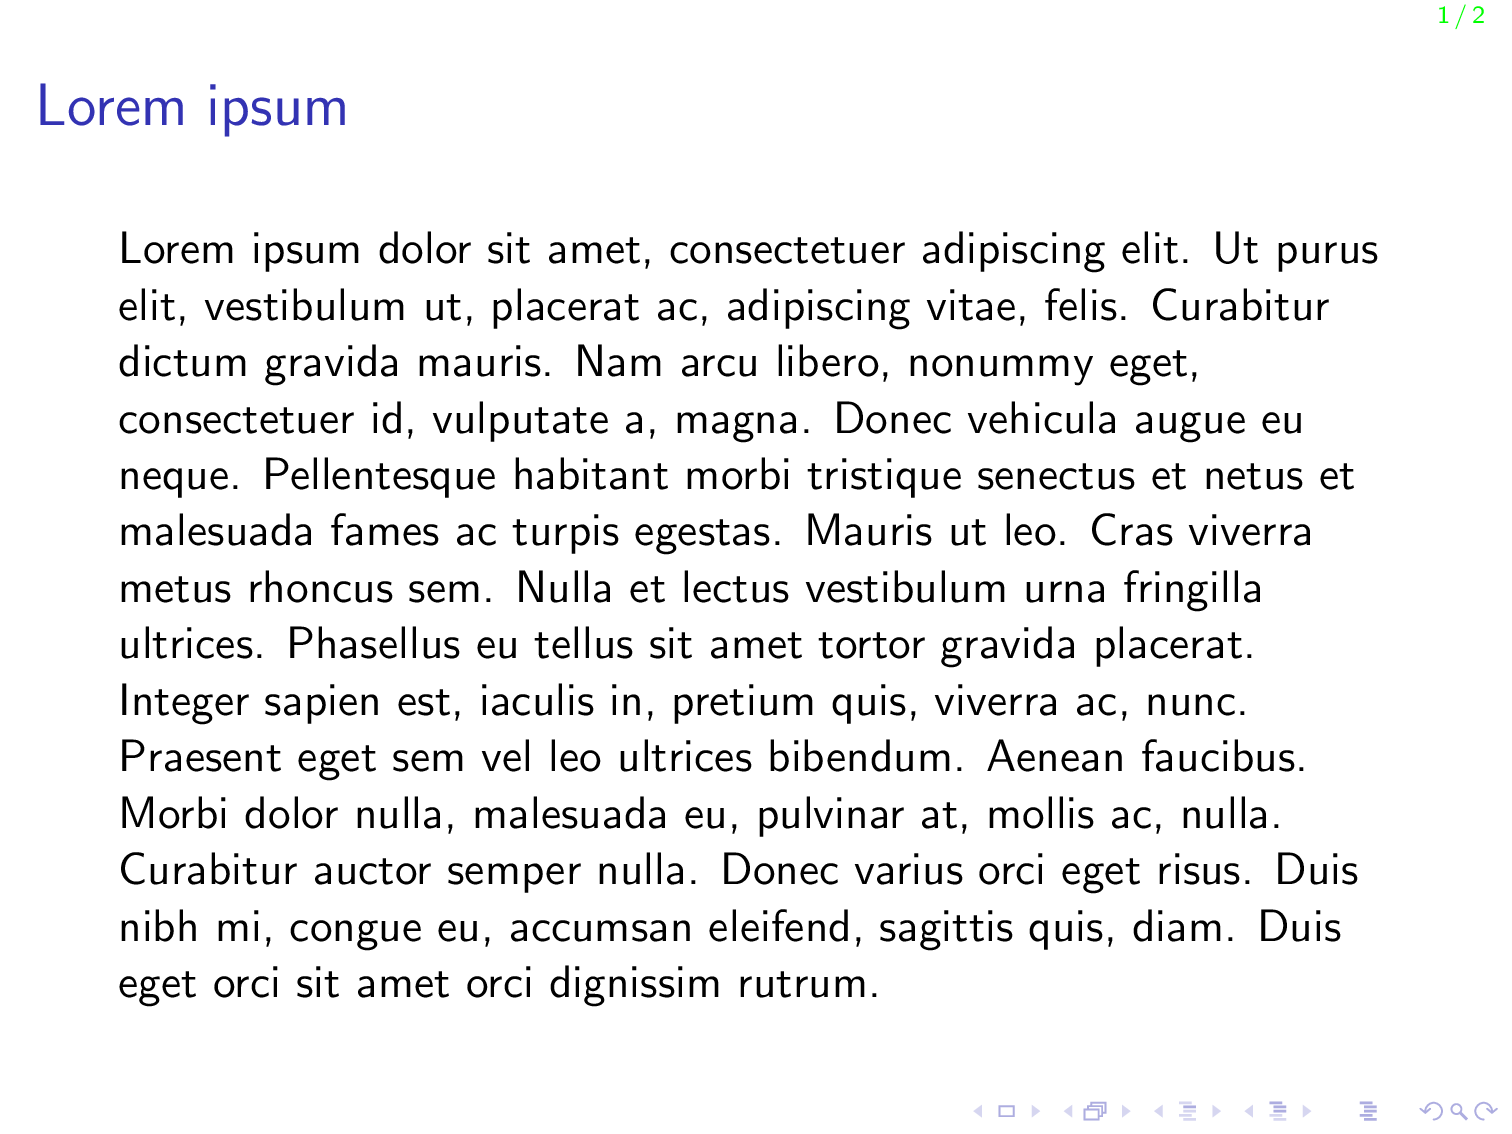 1 / 2
Lorem ipsum
Lorem ipsum dolor sit amet, consectetuer adipiscing elit. Ut purus
elit, vestibulum ut, placerat ac, adipiscing vitae, felis. Curabitur
dictum gravida mauris. Nam arcu libero, nonummy eget,
consectetuer id, vulputate a, magna. Donec vehicula augue eu
neque. Pellentesque habitant morbi tristique senectus et netus et
malesuada fames ac turpis egestas. Mauris ut leo. Cras viverra
metus rhoncus sem. Nulla et lectus vestibulum urna fringilla
ultrices. Phasellus eu tellus sit amet tortor gravida placerat.
Integer sapien est, iaculis in, pretium quis, viverra ac, nunc.
Praesent eget sem vel leo ultrices bibendum. Aenean faucibus.
Morbi dolor nulla, malesuada eu, pulvinar at, mollis ac, nulla.
Curabitur auctor semper nulla. Donec varius orci eget risus. Duis
nibh mi, congue eu, accumsan eleifend, sagittis quis, diam. Duis
eget orci sit amet orci dignissim rutrum.